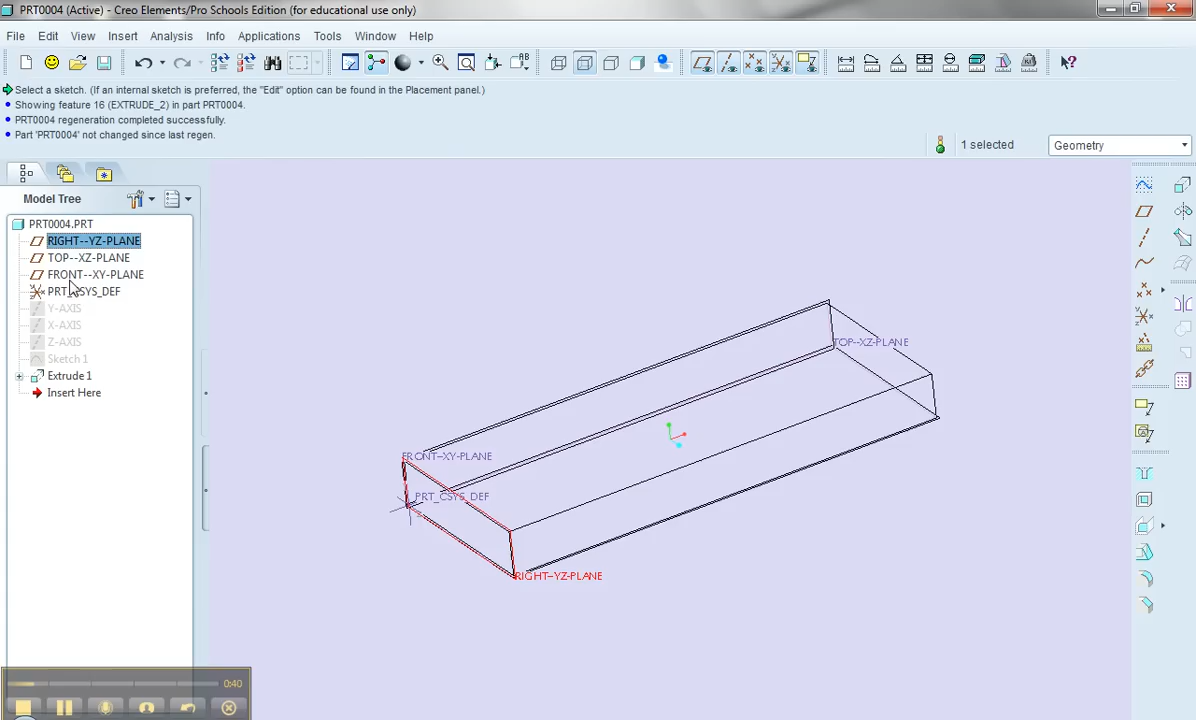 PRT0004 (Active) - Creo Elements/Pro Schools Edition (for educational use only)
File Edit View Insert Analysis Info Applications Tools Window Help
Select a sketch. (If an internal sketch is preferred, the "Edit" option can be found in the Placement panel.)
Showing feature 16 (EXTRUDE_2) in part PRT0004.
PRT0004 regeneration completed successfully.
Part 'PRT0004' not changed since last regen.
1 selected
Geometry
Model Tree
PRT0004.PRT
RIGHT--YZ-PLANE
TOP--XZ-PLANE
FRONT--XY-PLANE
PRT_CSYS_DEF
Y-AXIS
X-AXIS
Z-AXIS
Sketch 1
Extrude 1
Insert Here
TOP--XZ-PLANE
FRONT--XY-PLANE
PRT_CSYS_DEF
RIGHT--YZ-PLANE
0:40